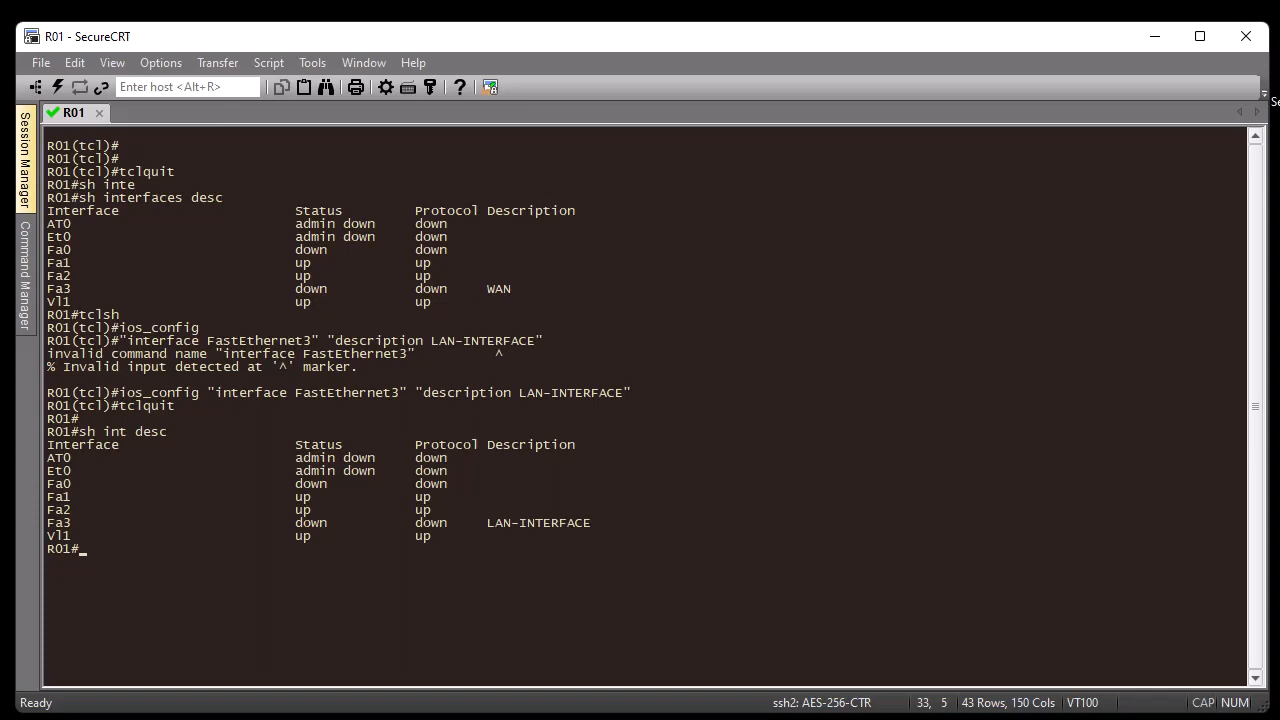 R01 - SecureCRT
File Edit View Options Transfer Script Tools Window Help
Enter host <Alt+R>
R01
Session Manager
Command Manager
R01(tcl)#
R01(tcl)#
R01(tcl)#tclquit
R01#sh inte
R01#sh interfaces desc
Interface Status Protocol Description
AT0 admin down down
Et0 admin down down
Fa0 down down
Fa1 up up
Fa2 up up
Fa3 down down WAN
Vl1 up up
R01#tclsh
R01(tcl)#ios_config
R01(tcl)#"interface FastEthernet3" "description LAN-INTERFACE"
invalid command name "interface FastEthernet3" ^
% Invalid input detected at '^' marker.
R01(tcl)#ios_config "interface FastEthernet3" "description LAN-INTERFACE"
R01(tcl)#tclquit
R01#
R01#sh int desc
Interface Status Protocol Description
AT0 admin down down
Et0 admin down down
Fa0 down down
Fa1 up up
Fa2 up up
Fa3 down down LAN-INTERFACE
Vl1 up up
R01#_
Ready ssh2: AES-256-CTR 33, 5 43 Rows, 150 Cols VT100 CAP NUM